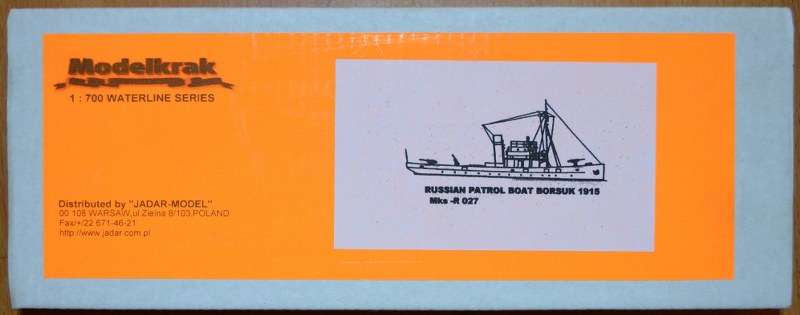 Modelkrak
1 : 700 WATERLINE SERIES
RUSSIAN PATROL BOAT BORSUK 1915
Mks -R 027
Distributed by "JADAR-MODEL"
00 108 WARSAW,ul.Zielna 8/103,POLAND
Fax/+/22 671-46-21
http://www.jadar.com.pl